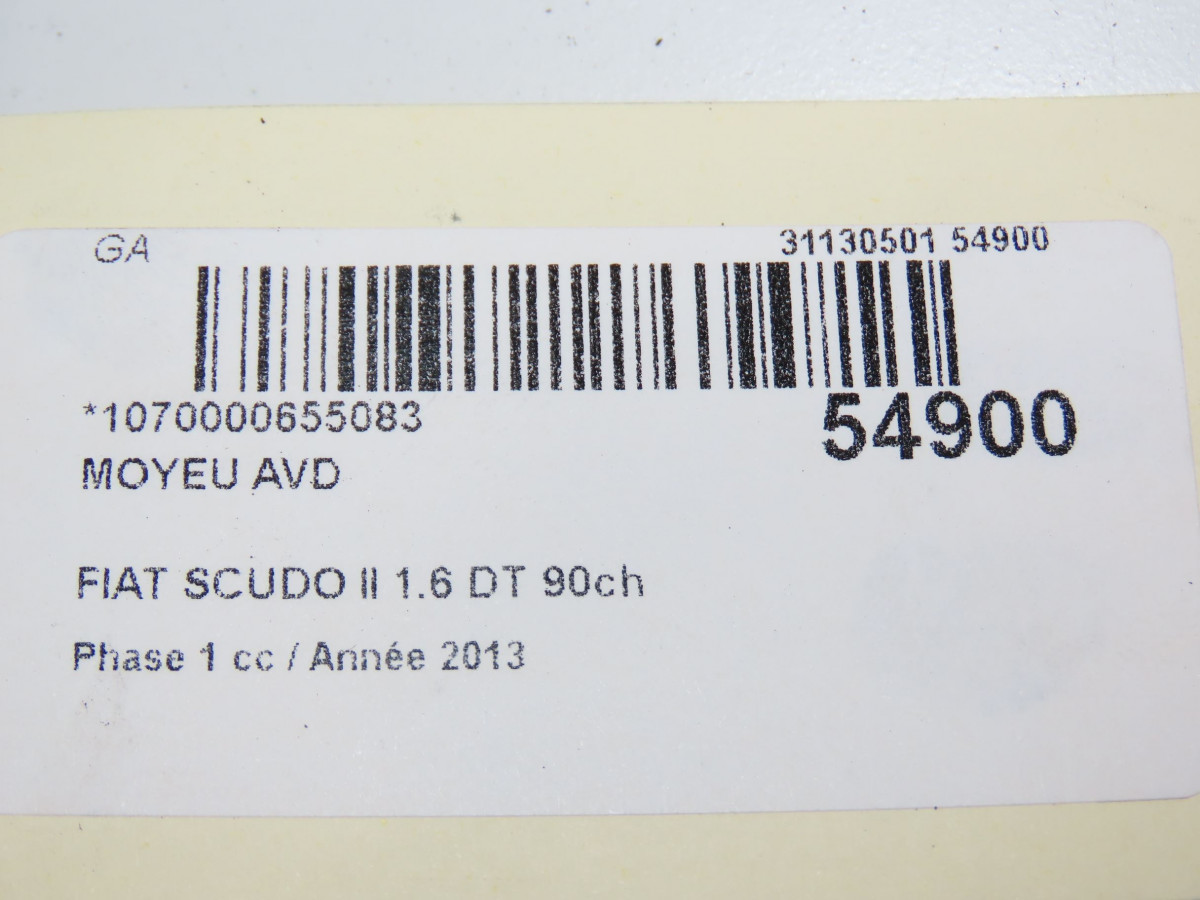 GA 31130501 54900
*1070000655083 54900
MOYEU AVD
FIAT SCUDO II 1.6 DT 90ch
Phase 1 cc / Année 2013